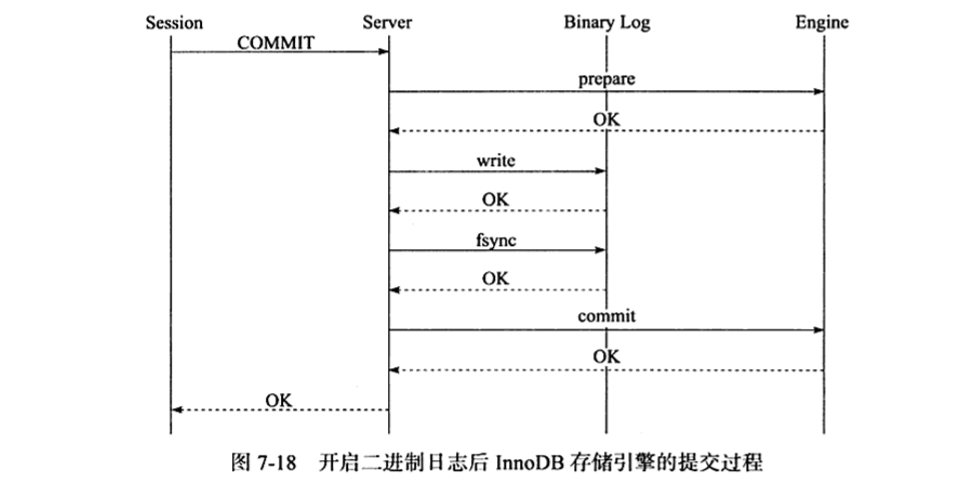 Session Server Binary Log Engine
COMMIT
prepare
OK
write
OK
fsync
OK
commit
OK
OK
图 7-18 开启二进制日志后 InnoDB 存储引擎的提交过程